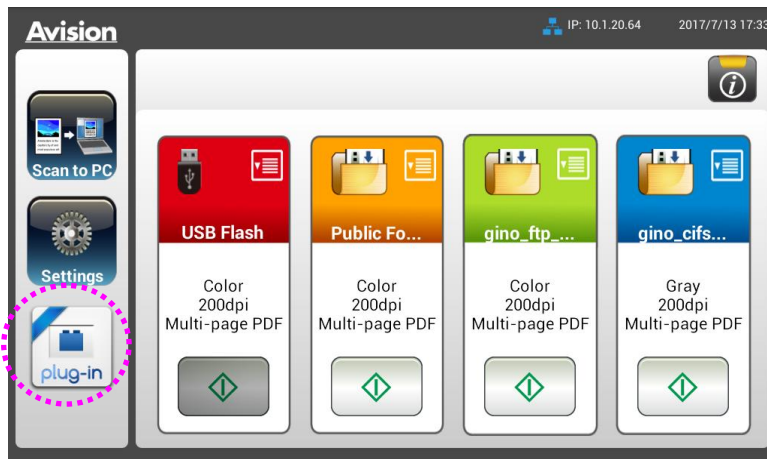 Avision
IP: 10.1.20.64 2017/7/13 17:33
Scan to PC
Settings
plug-in
USB Flash
Color
200dpi
Multi-page PDF
Public Fo...
Color
200dpi
Multi-page PDF
gino_ftp_...
Color
200dpi
Multi-page PDF
gino_cifs...
Gray
200dpi
Multi-page PDF